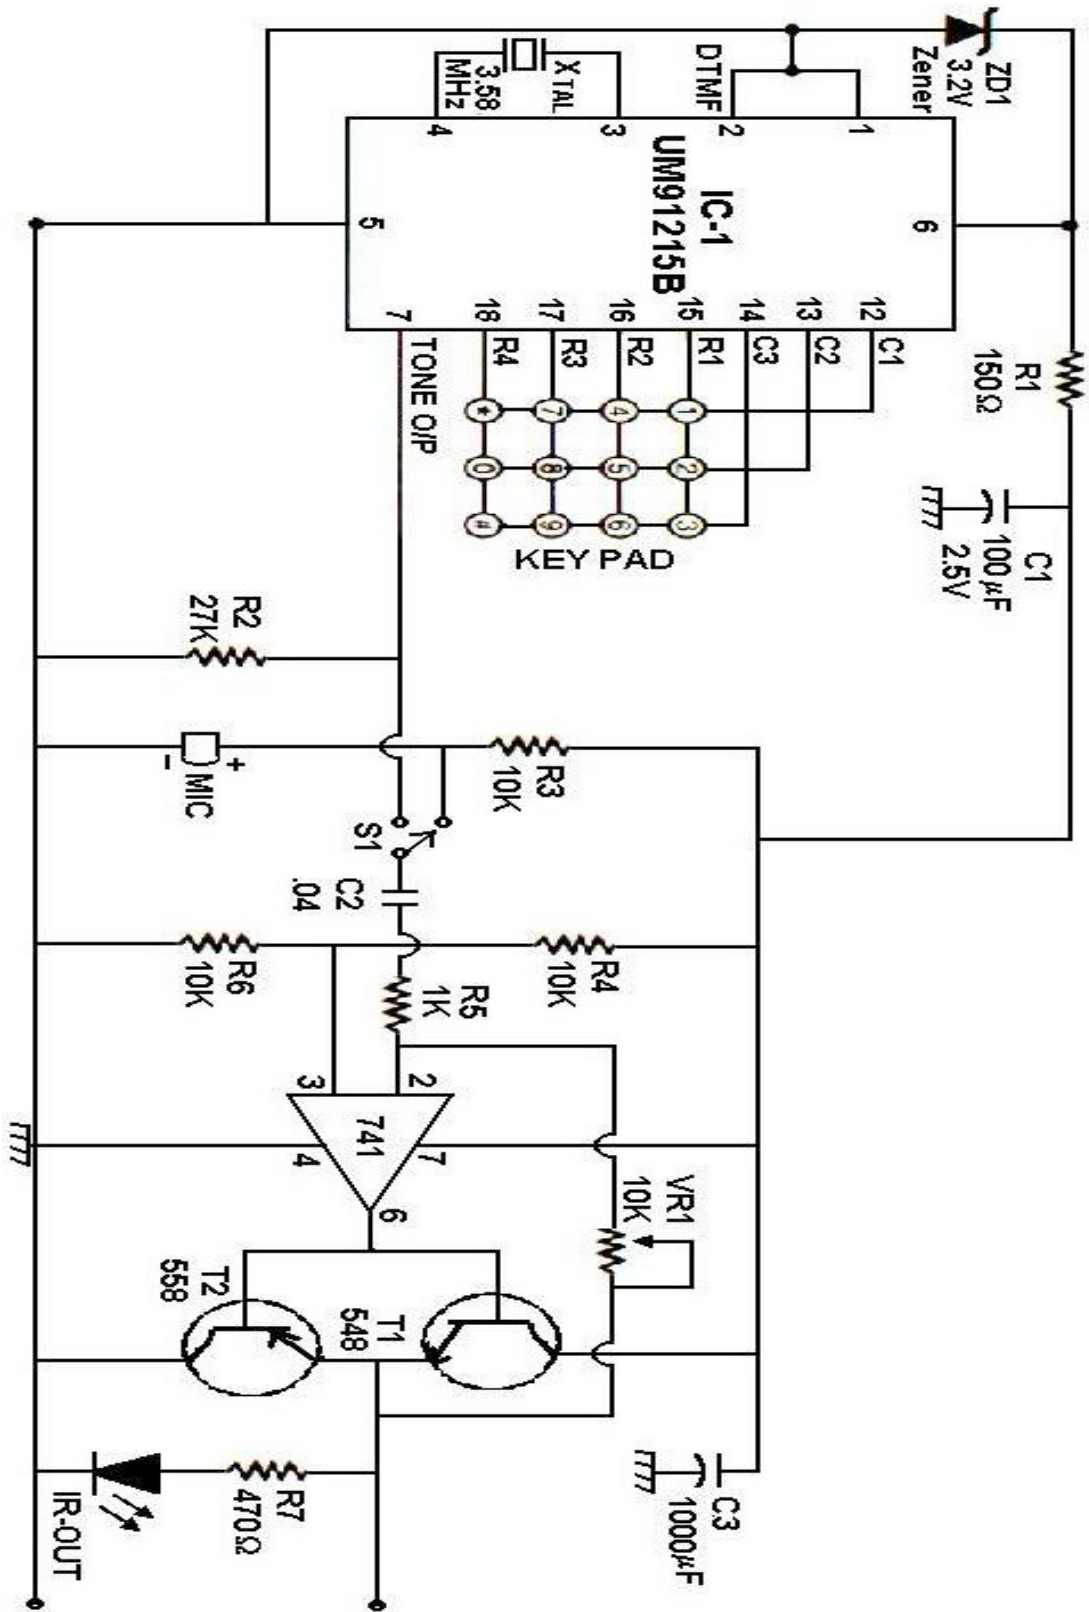 ZD1
3.2V
Zener
DTMF
XTAL
3.58
MHz
1
2
3
4
IC-1
UM91215B
6
5
12
13
14
15
16
17
18
7
C1
C2
C3
R1
R2
R3
R4
TONE O/P
1
2
3
4
5
6
7
8
9
*
0
#
KEY PAD
R1
150Ω
C1
100µF
2.5V
R2
27K
R3
10K
+
MIC
-
S1
C2
.04
R4
10K
R6
10K
R5
1K
2
3
741
7
4
6
VR1
10K
T1
548
T2
558
C3
1000µF
R7
470Ω
IR-OUT